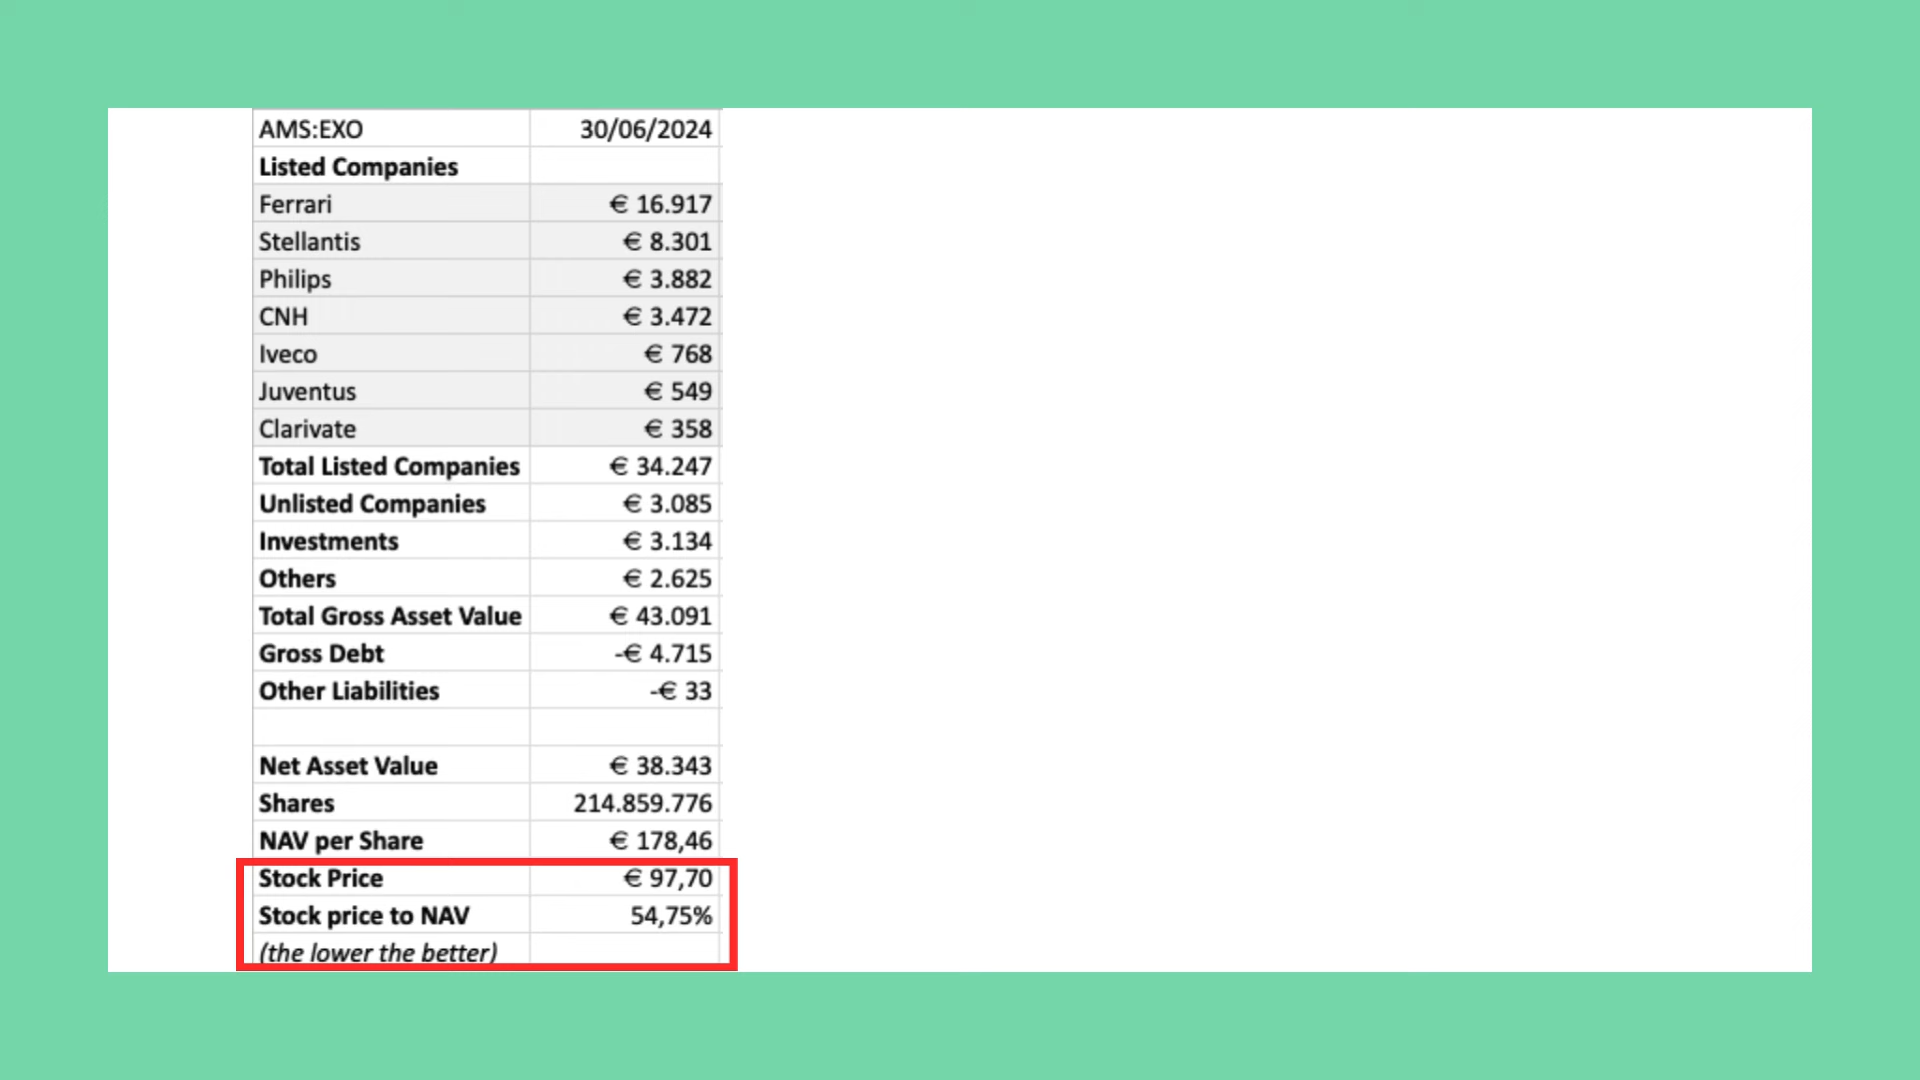 AMS:EXO 30/06/2024
Listed Companies
Ferrari € 16.917
Stellantis € 8.301
Philips € 3.882
CNH € 3.472
Iveco € 768
Juventus € 549
Clarivate € 358
Total Listed Companies € 34.247
Unlisted Companies € 3.085
Investments € 3.134
Others € 2.625
Total Gross Asset Value € 43.091
Gross Debt -€ 4.715
Other Liabilities -€ 33
Net Asset Value € 38.343
Shares 214.859.776
NAV per Share € 178,46
Stock Price € 97,70
Stock price to NAV 54,75%
(the lower the better)